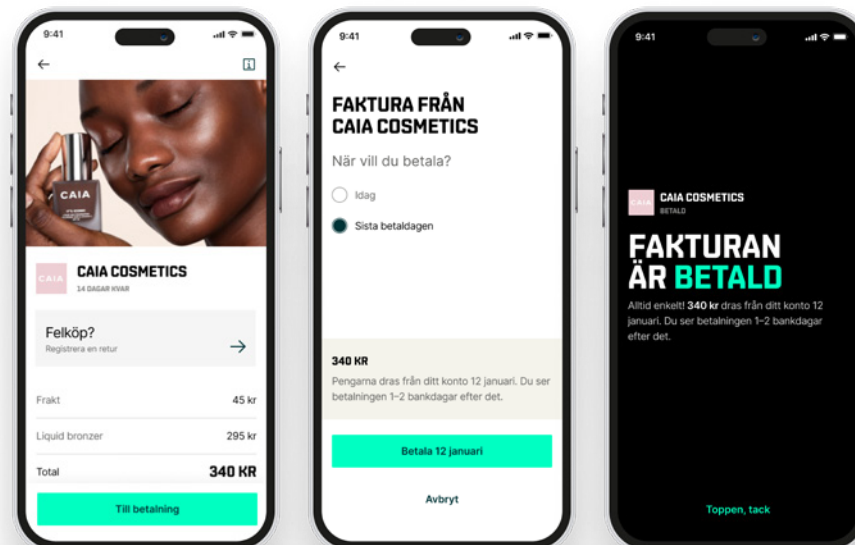 9:41
CAIA
CAIA
CAIA COSMETICS
14 DAGAR KVAR
Felköp?
Registrera en retur
Frakt 45 kr
Liquid bronzer 295 kr
Total 340 KR
Till betalning
9:41
FAKTURA FRÅN
CAIA COSMETICS
När vill du betala?
Idag
Sista betaldagen
340 KR
Pengarna dras från ditt konto 12 januari. Du ser
betalningen 1–2 bankdagar efter det.
Betala 12 januari
Avbryt
9:41
CAIA
CAIA COSMETICS
BETALD
FAKTURAN
ÄR BETALD
Alltid enkelt! 340 kr dras från ditt konto 12
januari. Du ser betalningen 1–2 bankdagar
efter det.
Toppen, tack